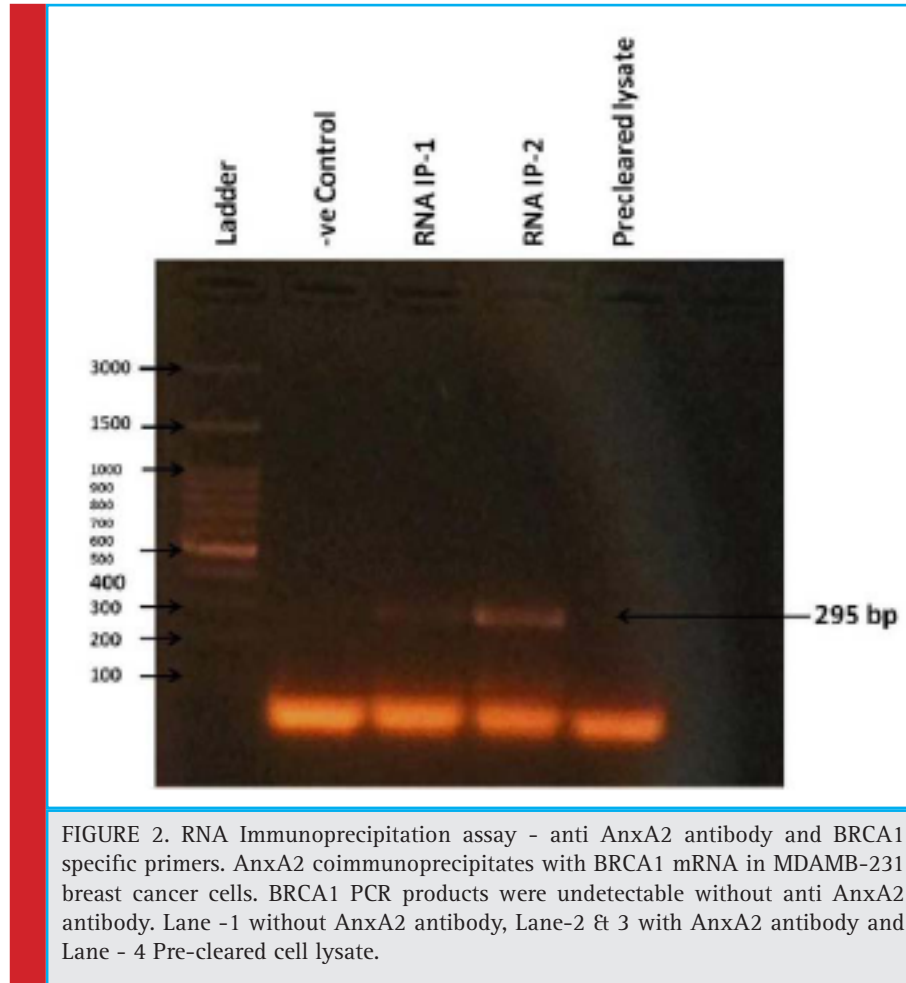 Ladder
-ve Control
RNA IP-1
RNA IP-2
Precleared lysate
3000
1500
1000
900
800
700
600
500
400
300
200
100
295 bp
FIGURE 2. RNA Immunoprecipitation assay - anti AnxA2 antibody and BRCA1
specific primers. AnxA2 coimmunoprecipitates with BRCA1 mRNA in MDAMB-231
breast cancer cells. BRCA1 PCR products were undetectable without anti AnxA2
antibody. Lane -1 without AnxA2 antibody, Lane-2 & 3 with AnxA2 antibody and
Lane - 4 Pre-cleared cell lysate.